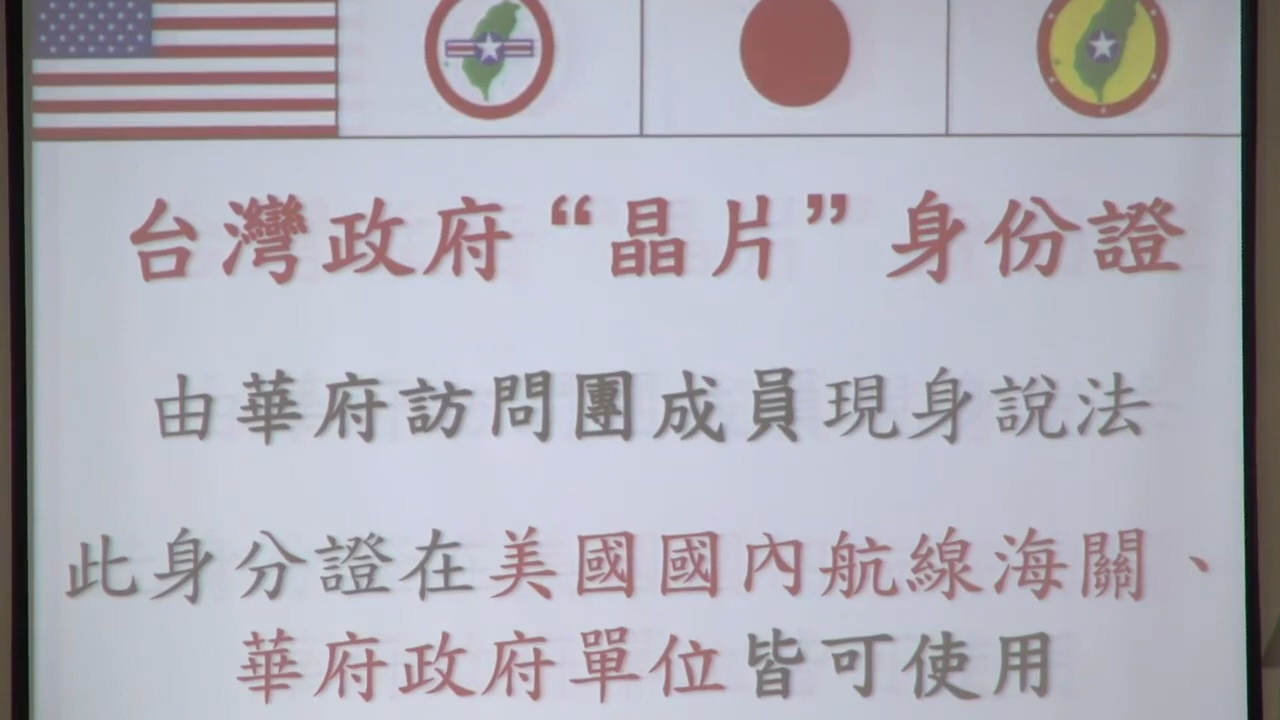 台灣政府“晶片”身份證
由華府訪問團成員現身說法
此身分證在美國國內航線海關、
華府政府單位皆可使用